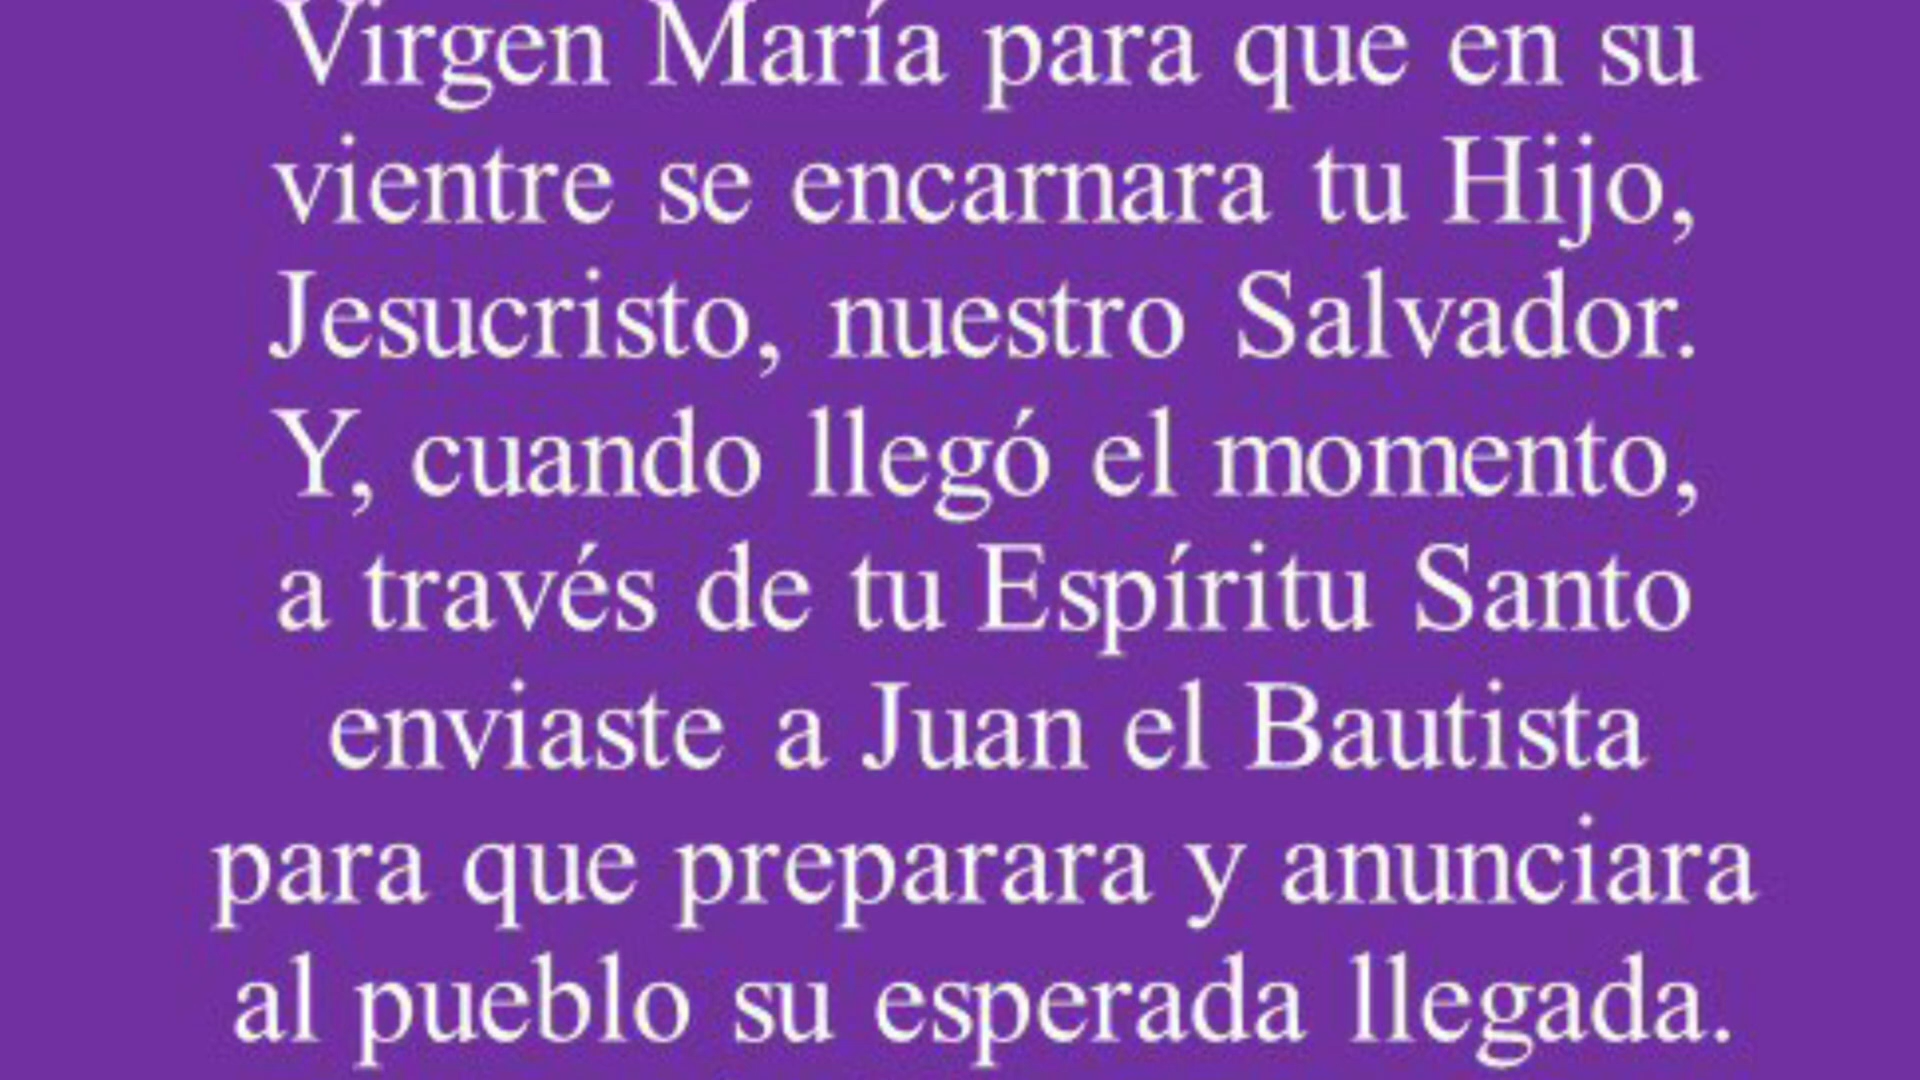 Virgen María para que en su
vientre se encarnara tu Hijo,
Jesucristo, nuestro Salvador.
Y, cuando llegó el momento,
a través de tu Espíritu Santo
enviaste a Juan el Bautista
para que preparara y anunciara
al pueblo su esperada llegada.